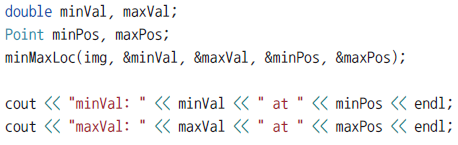 double minVal, maxVal;
Point minPos, maxPos;
minMaxLoc(img, &minVal, &maxVal, &minPos, &maxPos);
cout << "minVal: " << minVal << " at " << minPos << endl;
cout << "maxVal: " << maxVal << " at " << maxPos << endl;